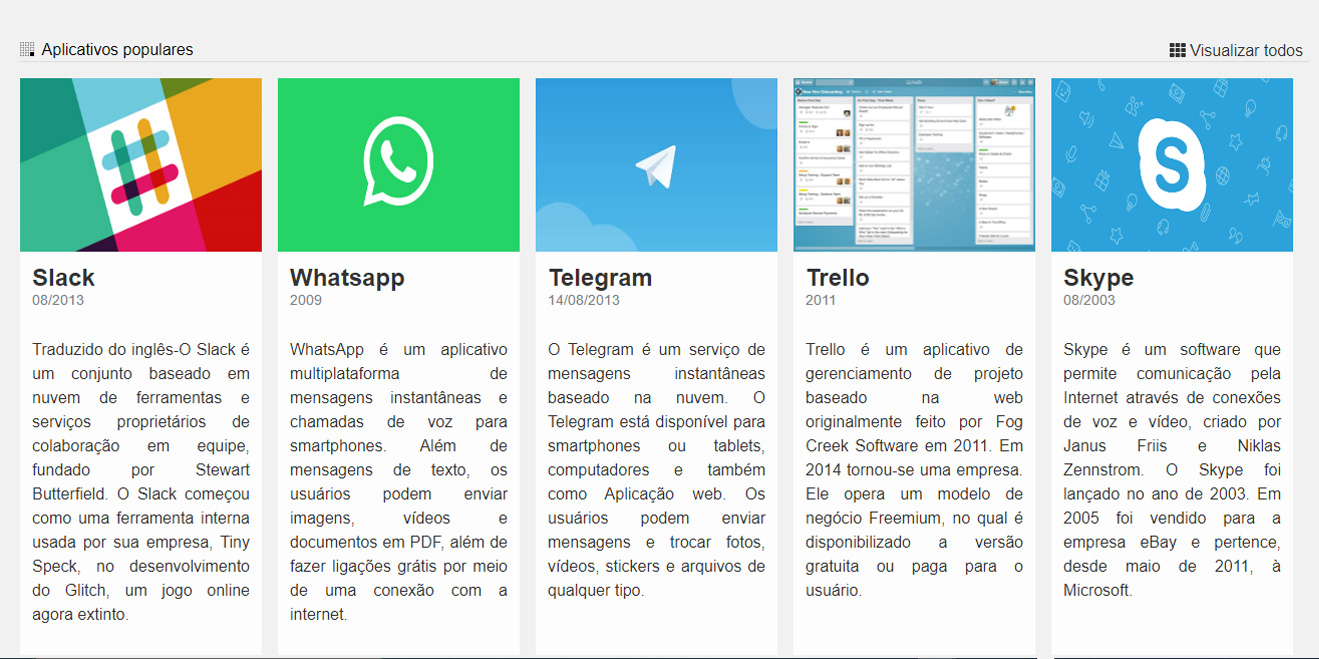 Aplicativos populares
Visualizar todos
Slack
08/2013
Traduzido do inglês-O Slack é
um conjunto baseado em
nuvem de ferramentas e
serviços proprietários de
colaboração em equipe,
fundado por Stewart
Butterfield. O Slack começou
como uma ferramenta interna
usada por sua empresa, Tiny
Speck, no desenvolvimento
do Glitch, um jogo online
agora extinto.
Whatsapp
2009
WhatsApp é um aplicativo
multiplataforma de
mensagens instantâneas e
chamadas de voz para
smartphones. Além de
mensagens de texto, os
usuários podem enviar
imagens, vídeos e
documentos em PDF, além de
fazer ligações grátis por meio
de uma conexão com a
internet.
Telegram
14/08/2013
O Telegram é um serviço de
mensagens instantâneas
baseado na nuvem. O
Telegram está disponível para
smartphones ou tablets,
computadores e também
como Aplicação web. Os
usuários podem enviar
mensagens e trocar fotos,
vídeos, stickers e arquivos de
qualquer tipo.
Trello
2011
Trello é um aplicativo de
gerenciamento de projeto
baseado na web
originalmente feito por Fog
Creek Software em 2011. Em
2014 tornou-se uma empresa.
Ele opera um modelo de
negócio Freemium, no qual é
disponibilizado a versão
gratuita ou paga para o
usuário.
S
Skype
08/2003
Skype é um software que
permite comunicação pela
Internet através de conexões
de voz e vídeo, criado por
Janus Friis e Niklas
Zennstrom. O Skype foi
lançado no ano de 2003. Em
2005 foi vendido para a
empresa eBay e pertence,
desde maio de 2011, à
Microsoft.